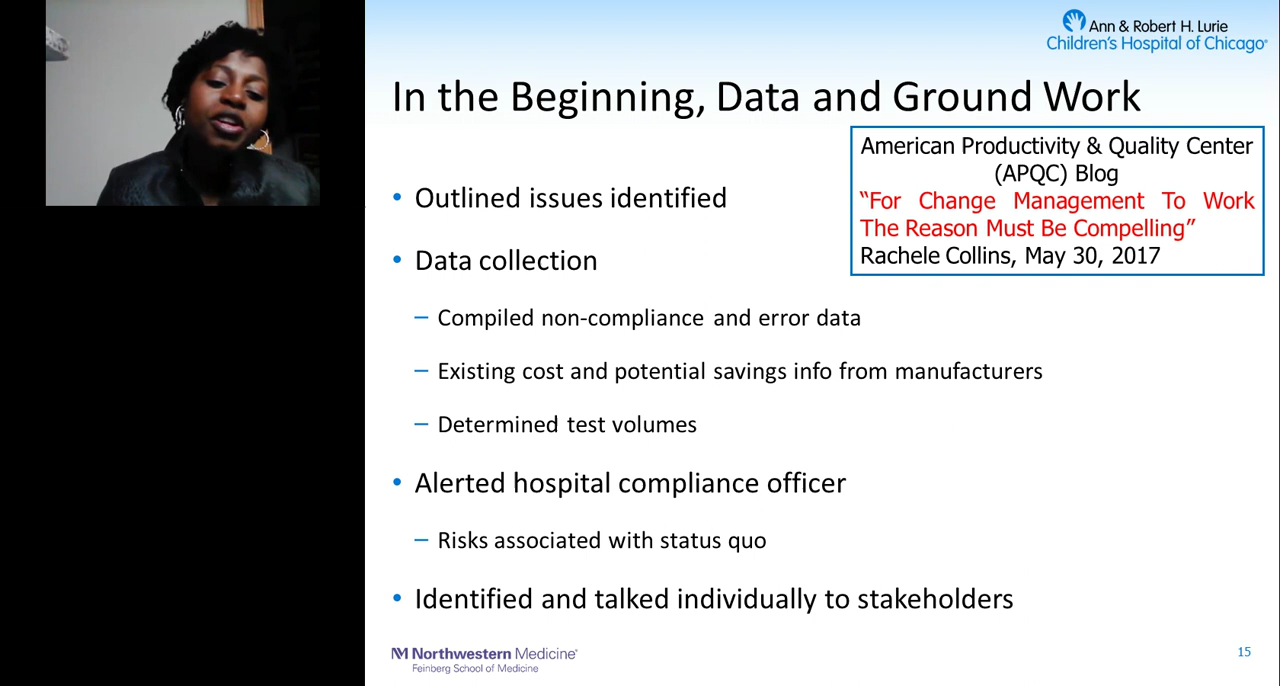 Ann & Robert H. Lurie
Children's Hospital of Chicago®
In the Beginning, Data and Ground Work
American Productivity & Quality Center
(APQC) Blog
“For Change Management To Work
The Reason Must Be Compelling”
Rachele Collins, May 30, 2017
• Outlined issues identified
• Data collection
– Compiled non-compliance and error data
– Existing cost and potential savings info from manufacturers
– Determined test volumes
• Alerted hospital compliance officer
– Risks associated with status quo
• Identified and talked individually to stakeholders
NM Northwestern Medicine®
Feinberg School of Medicine
15